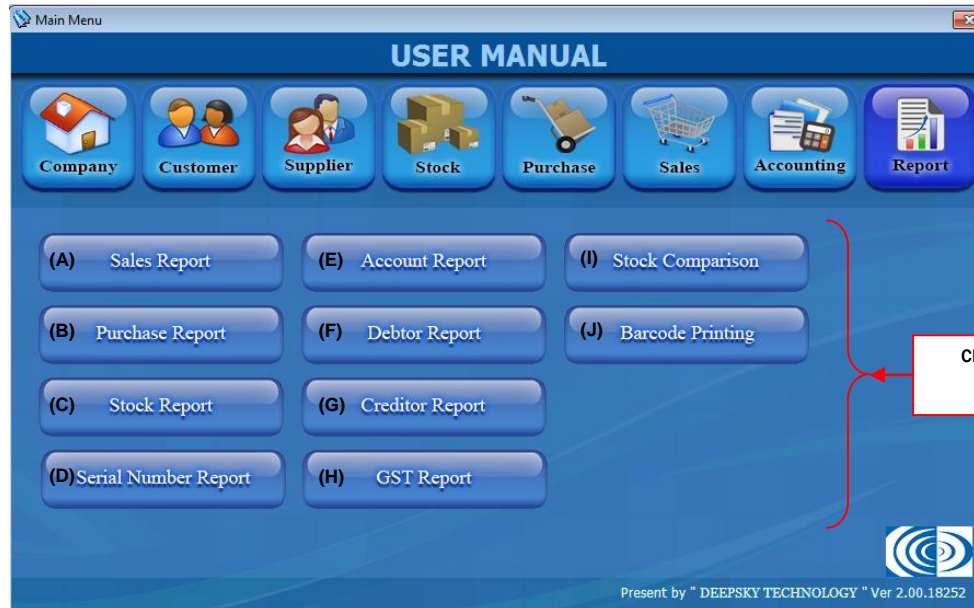 Main Menu
USER MANUAL
Company Customer Supplier Stock Purchase Sales Accounting Report
(A) Sales Report
(B) Purchase Report
(C) Stock Report
(D) Serial Number Report
(E) Account Report
(F) Debtor Report
(G) Creditor Report
(H) GST Report
(I) Stock Comparison
(J) Barcode Printing
Present by " DEEPSKY TECHNOLOGY " Ver 2.00.18252